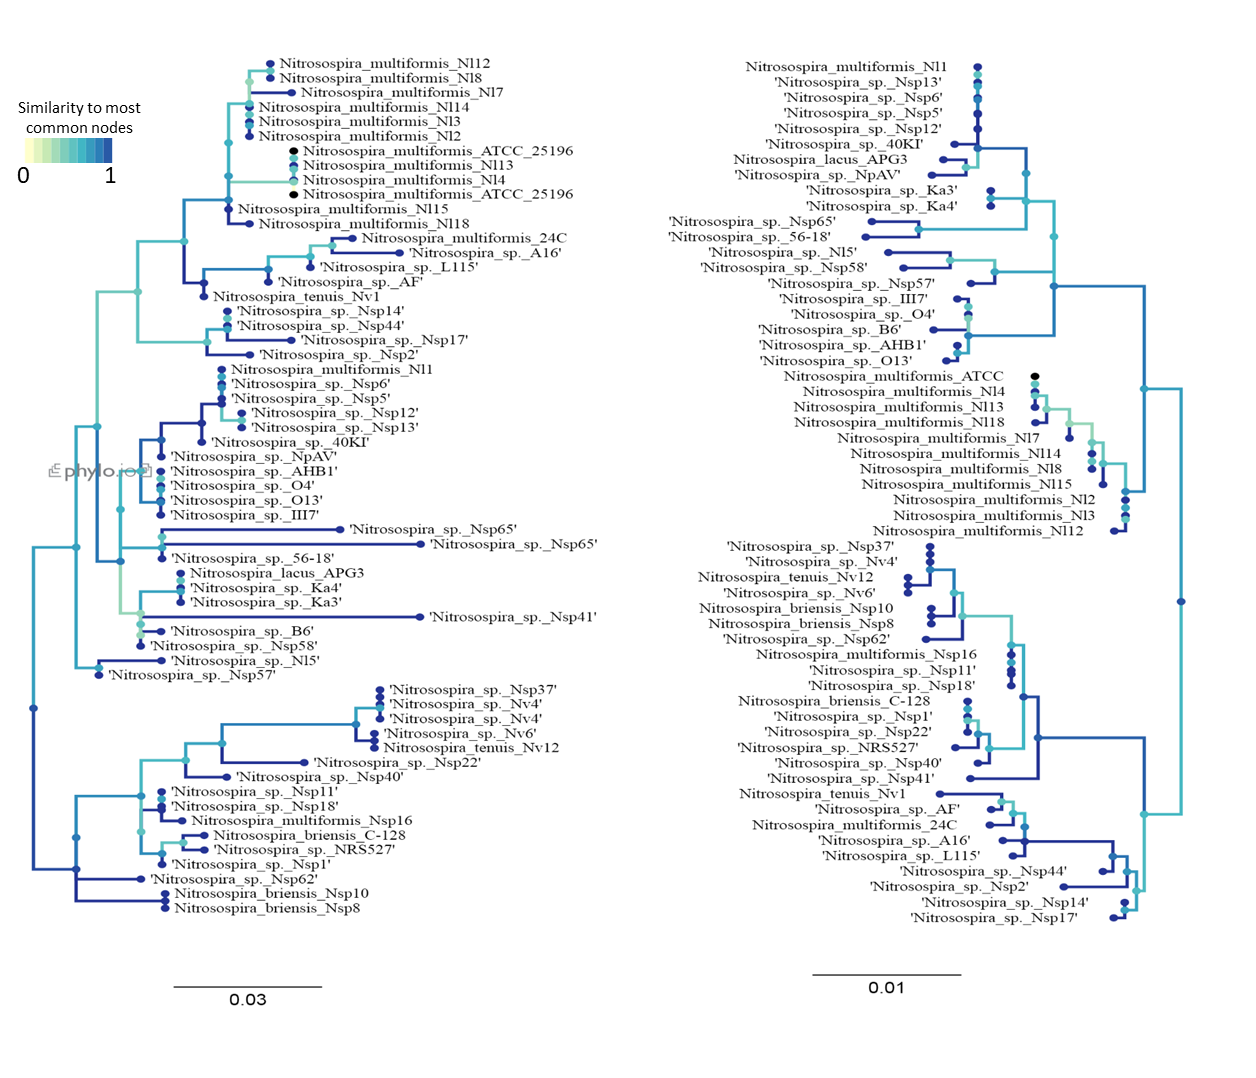 Similarity to most
common nodes
0 1
Nitrosospira_multiformis_Nl12
Nitrosospira_multiformis_Nl8
Nitrosospira_multiformis_Nl7
Nitrosospira_multiformis_Nl14
Nitrosospira_multiformis_Nl3
Nitrosospira_multiformis_Nl2
Nitrosospira_multiformis_ATCC_25196
Nitrosospira_multiformis_Nl13
Nitrosospira_multiformis_Nl4
Nitrosospira_multiformis_ATCC_25196
Nitrosospira_multiformis_Nl15
Nitrosospira_multiformis_Nl18
Nitrosospira_multiformis_24C
'Nitrosospira_sp._A16'
'Nitrosospira_sp._L115'
'Nitrosospira_sp._AF'
Nitrosospira_tenuis_Nv1
'Nitrosospira_sp._Nsp14'
'Nitrosospira_sp._Nsp44'
'Nitrosospira_sp._Nsp17'
'Nitrosospira_sp._Nsp2'
Nitrosospira_multiformis_Nl1
'Nitrosospira_sp._Nsp6'
'Nitrosospira_sp._Nsp5'
'Nitrosospira_sp._Nsp12'
'Nitrosospira_sp._Nsp13'
'Nitrosospira_sp._40KI'
'Nitrosospira_sp._NpAV'
'Nitrosospira_sp._AHB1'
'Nitrosospira_sp._O4'
'Nitrosospira_sp._O13'
'Nitrosospira_sp._III7'
'Nitrosospira_sp._Nsp65'
'Nitrosospira_sp._Nsp65'
'Nitrosospira_sp._56-18'
Nitrosospira_lacus_APG3
'Nitrosospira_sp._Ka4'
'Nitrosospira_sp._Ka3'
'Nitrosospira_sp._Nsp41'
'Nitrosospira_sp._B6'
'Nitrosospira_sp._Nsp58'
'Nitrosospira_sp._Nl5'
'Nitrosospira_sp._Nsp57'
'Nitrosospira_sp._Nsp37'
'Nitrosospira_sp._Nv4'
'Nitrosospira_sp._Nv4'
'Nitrosospira_sp._Nv6'
Nitrosospira_tenuis_Nv12
'Nitrosospira_sp._Nsp22'
'Nitrosospira_sp._Nsp40'
'Nitrosospira_sp._Nsp11'
'Nitrosospira_sp._Nsp18'
Nitrosospira_multiformis_Nsp16
Nitrosospira_briensis_C-128
'Nitrosospira_sp._NRS527'
'Nitrosospira_sp._Nsp1'
'Nitrosospira_sp._Nsp62'
Nitrosospira_briensis_Nsp10
Nitrosospira_briensis_Nsp8
phylo.io
0.03
Nitrosospira_multiformis_Nl1
'Nitrosospira_sp._Nsp13'
'Nitrosospira_sp._Nsp6'
'Nitrosospira_sp._Nsp5'
'Nitrosospira_sp._Nsp12'
'Nitrosospira_sp._40KI'
Nitrosospira_lacus_APG3
'Nitrosospira_sp._NpAV'
'Nitrosospira_sp._Ka3'
'Nitrosospira_sp._Ka4'
'Nitrosospira_sp._Nsp65'
'Nitrosospira_sp._56-18'
'Nitrosospira_sp._Nl5'
'Nitrosospira_sp._Nsp58'
'Nitrosospira_sp._Nsp57'
'Nitrosospira_sp._III7'
'Nitrosospira_sp._O4'
'Nitrosospira_sp._B6'
'Nitrosospira_sp._AHB1'
'Nitrosospira_sp._O13'
Nitrosospira_multiformis_ATCC
Nitrosospira_multiformis_Nl4
Nitrosospira_multiformis_Nl13
Nitrosospira_multiformis_Nl18
Nitrosospira_multiformis_Nl7
Nitrosospira_multiformis_Nl14
Nitrosospira_multiformis_Nl8
Nitrosospira_multiformis_Nl15
Nitrosospira_multiformis_Nl2
Nitrosospira_multiformis_Nl3
Nitrosospira_multiformis_Nl12
'Nitrosospira_sp._Nsp37'
'Nitrosospira_sp._Nv4'
Nitrosospira_tenuis_Nv12
'Nitrosospira_sp._Nv6'
Nitrosospira_briensis_Nsp10
Nitrosospira_briensis_Nsp8
'Nitrosospira_sp._Nsp62'
Nitrosospira_multiformis_Nsp16
'Nitrosospira_sp._Nsp11'
'Nitrosospira_sp._Nsp18'
Nitrosospira_briensis_C-128
'Nitrosospira_sp._Nsp1'
'Nitrosospira_sp._Nsp22'
'Nitrosospira_sp._NRS527'
'Nitrosospira_sp._Nsp40'
'Nitrosospira_sp._Nsp41'
Nitrosospira_tenuis_Nv1
'Nitrosospira_sp._AF'
Nitrosospira_multiformis_24C
'Nitrosospira_sp._A16'
'Nitrosospira_sp._L115'
'Nitrosospira_sp._Nsp44'
'Nitrosospira_sp._Nsp2'
'Nitrosospira_sp._Nsp14'
'Nitrosospira_sp._Nsp17'
0.01